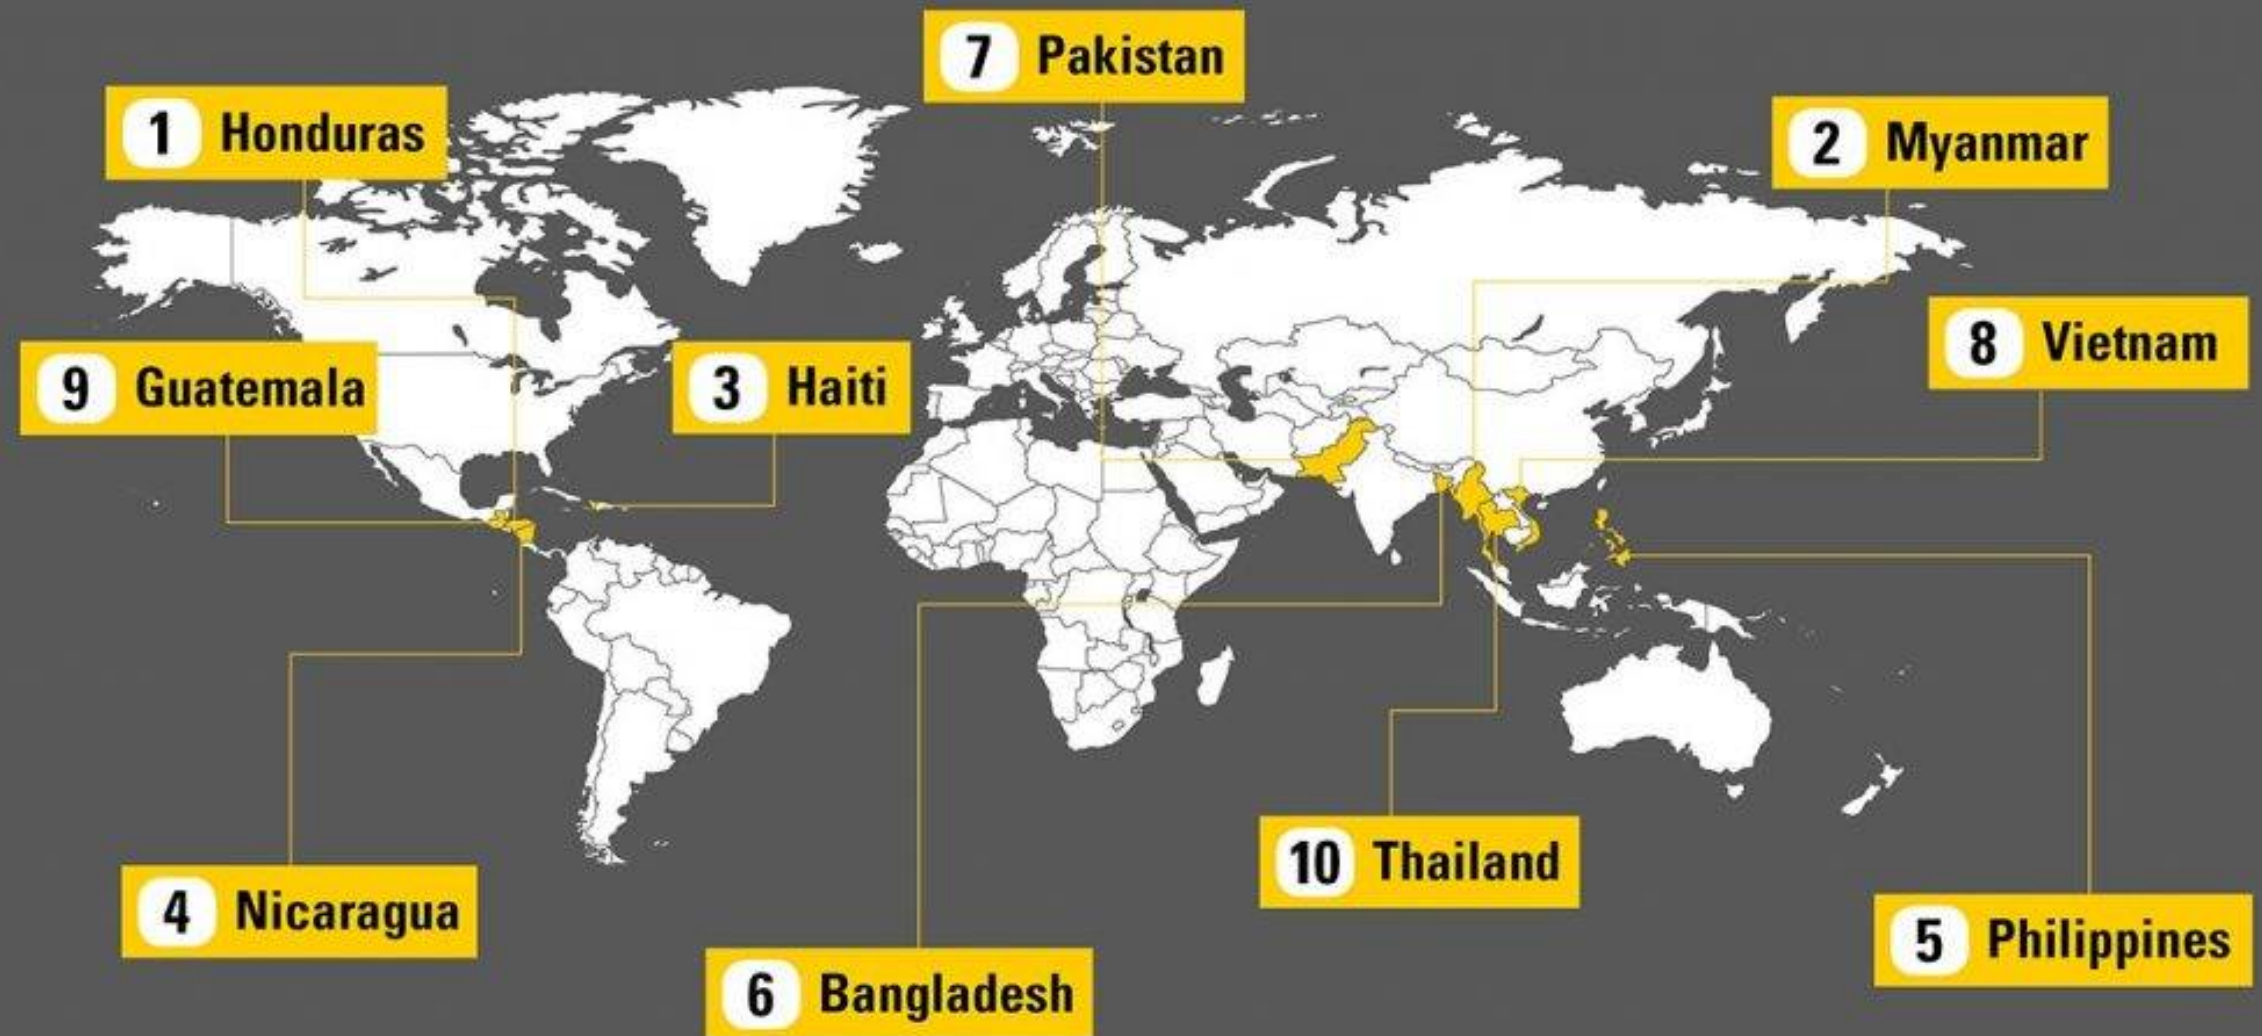 7 Pakistan
1 Honduras
2 Myanmar
8 Vietnam
9 Guatemala
3 Haiti
10 Thailand
4 Nicaragua
5 Philippines
6 Bangladesh